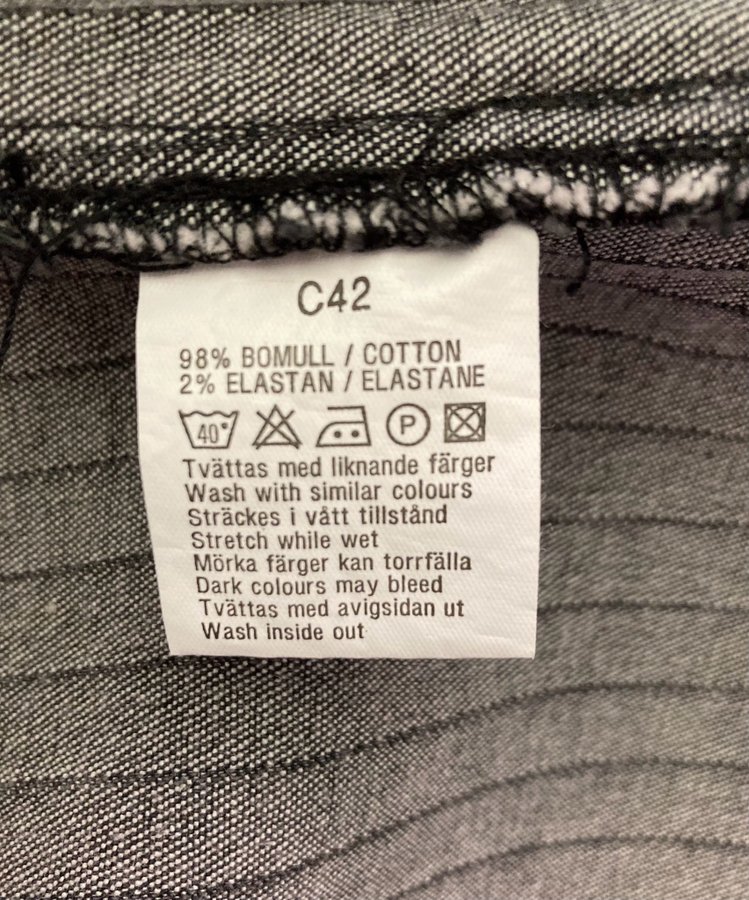 C42
98% BOMULL / COTTON
2% ELASTAN / ELASTANE
40° P
Tvättas med liknande färger
Wash with similar colours
Sträckes i vått tillstånd
Stretch while wet
Mörka färger kan torrfälla
Dark colours may bleed
Tvättas med avigsidan ut
Wash inside out